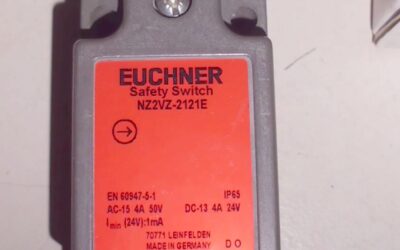 EUCHNER
Safety Switch
NZ2VZ-2121E
EN 60947-5-1 IP65
AC-15 4A 50V DC-13 4A 24V
Imin (24V):1mA
70771 LEINFELDEN
MADE IN GERMANY D O